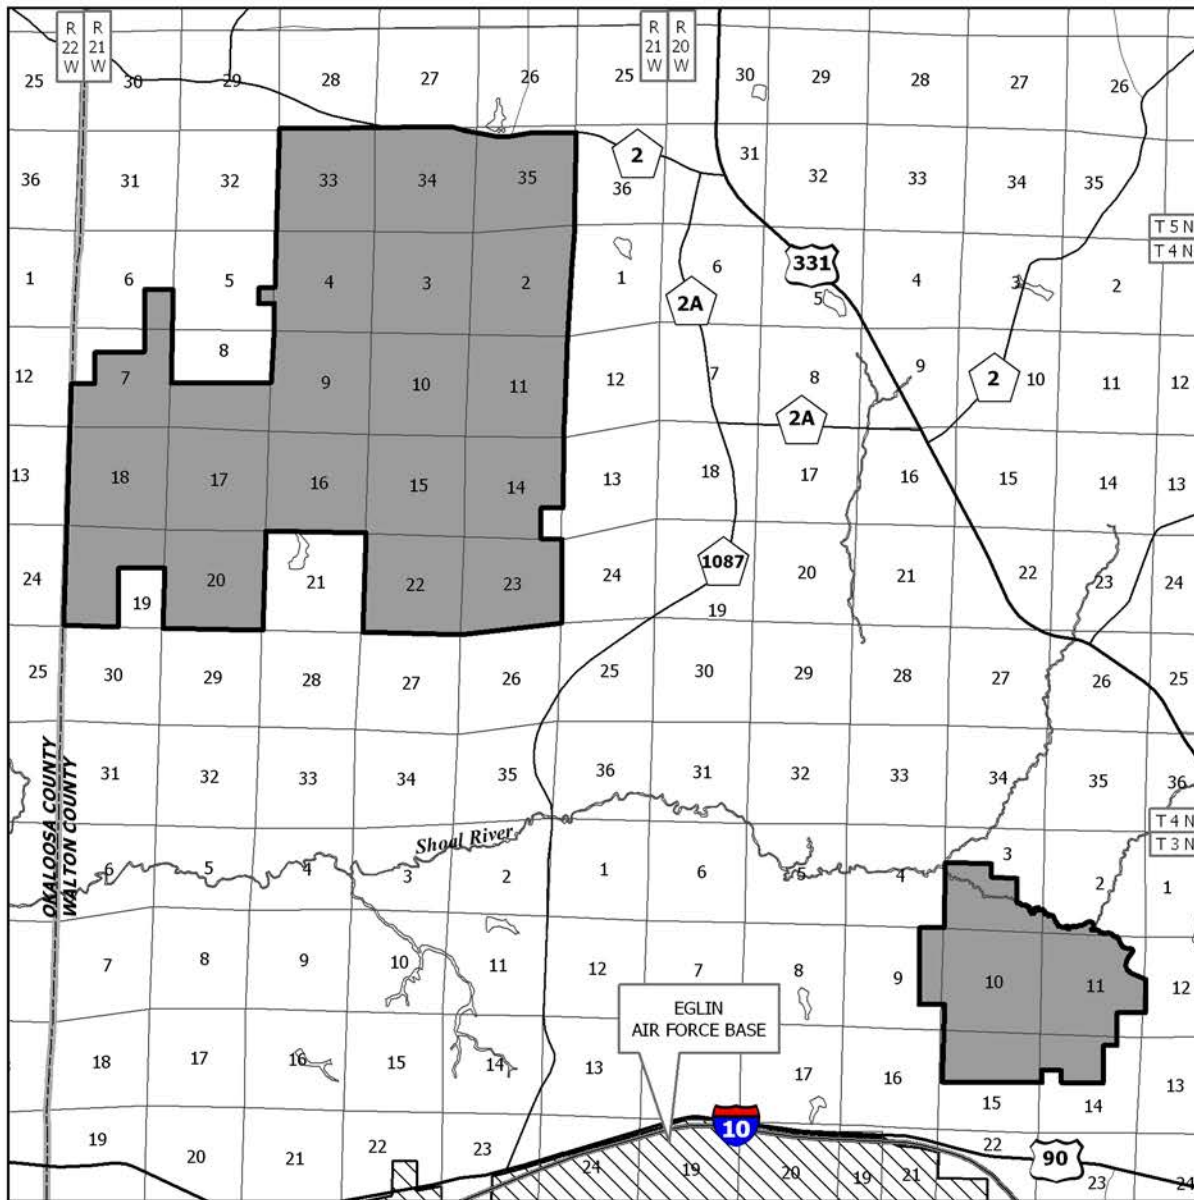 R R
22 21
W W
R R
21 20
W W
25 30 29 28 27 26 25 30 29 28 27 26
2
36 31 32 33 34 35 36 31 32 33 34 35
T 5 N
T 4 N
331
1 6 5 4 3 2 1 6 5 4 3 2
2A
12 7 8 9 10 11 12 7 8 9 2 10 11 12
2A
13 18 17 16 15 14 13 18 17 16 15 14 13
1087
24 19 20 21 22 23 24 19 20 21 22 23 24
25 30 29 28 27 26 25 30 29 28 27 26 25
OKALOOSA COUNTY
WALTON COUNTY
31 32 33 34 35 36 31 32 33 34 35 36
T 4 N
T 3 N
Shoal River
6 5 4 3 2 1 6 5 4 3 2 1
7 8 9 10 11 12 7 8 9 10 11 12
EGLIN
AIR FORCE BASE
18 17 16 15 14 13 17 16 15 14 13
10
90
19 20 21 22 23 24 19 20 19 21 22 23 24